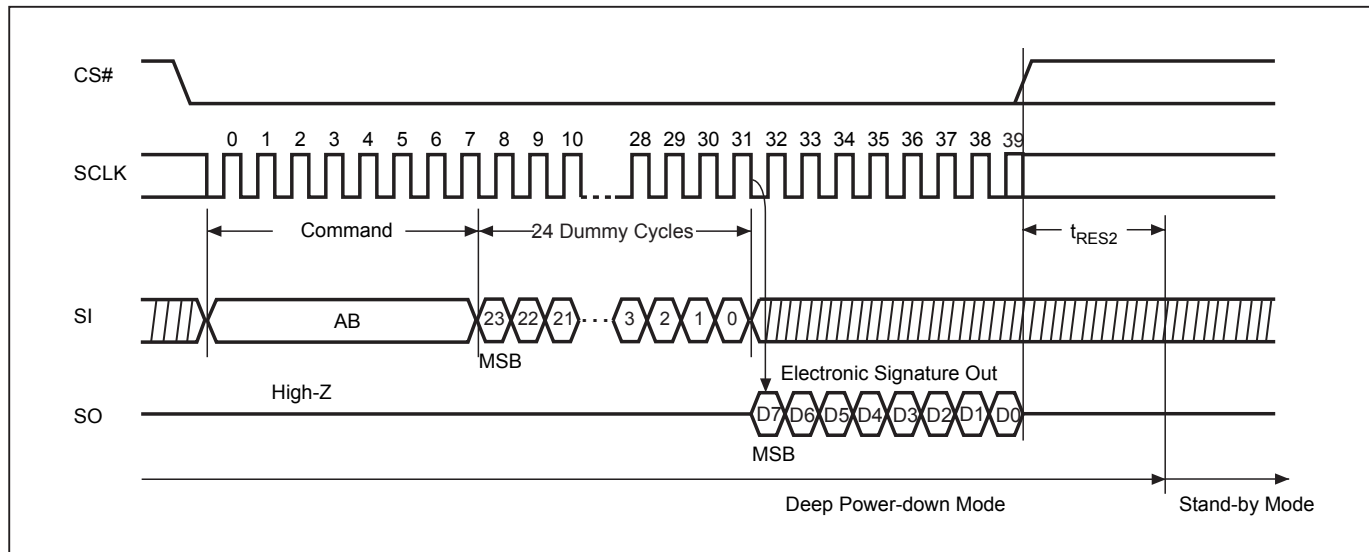 CS#
0 1 2 3 4 5 6 7 8 9 10 28 29 30 31 32 33 34 35 36 37 38 39
SCLK
Command 24 Dummy Cycles tRES2
SI AB 23 22 21 3 2 1 0
MSB
Electronic Signature Out
High-Z
SO D7 D6 D5 D4 D3 D2 D1 D0
MSB
Deep Power-down Mode Stand-by Mode